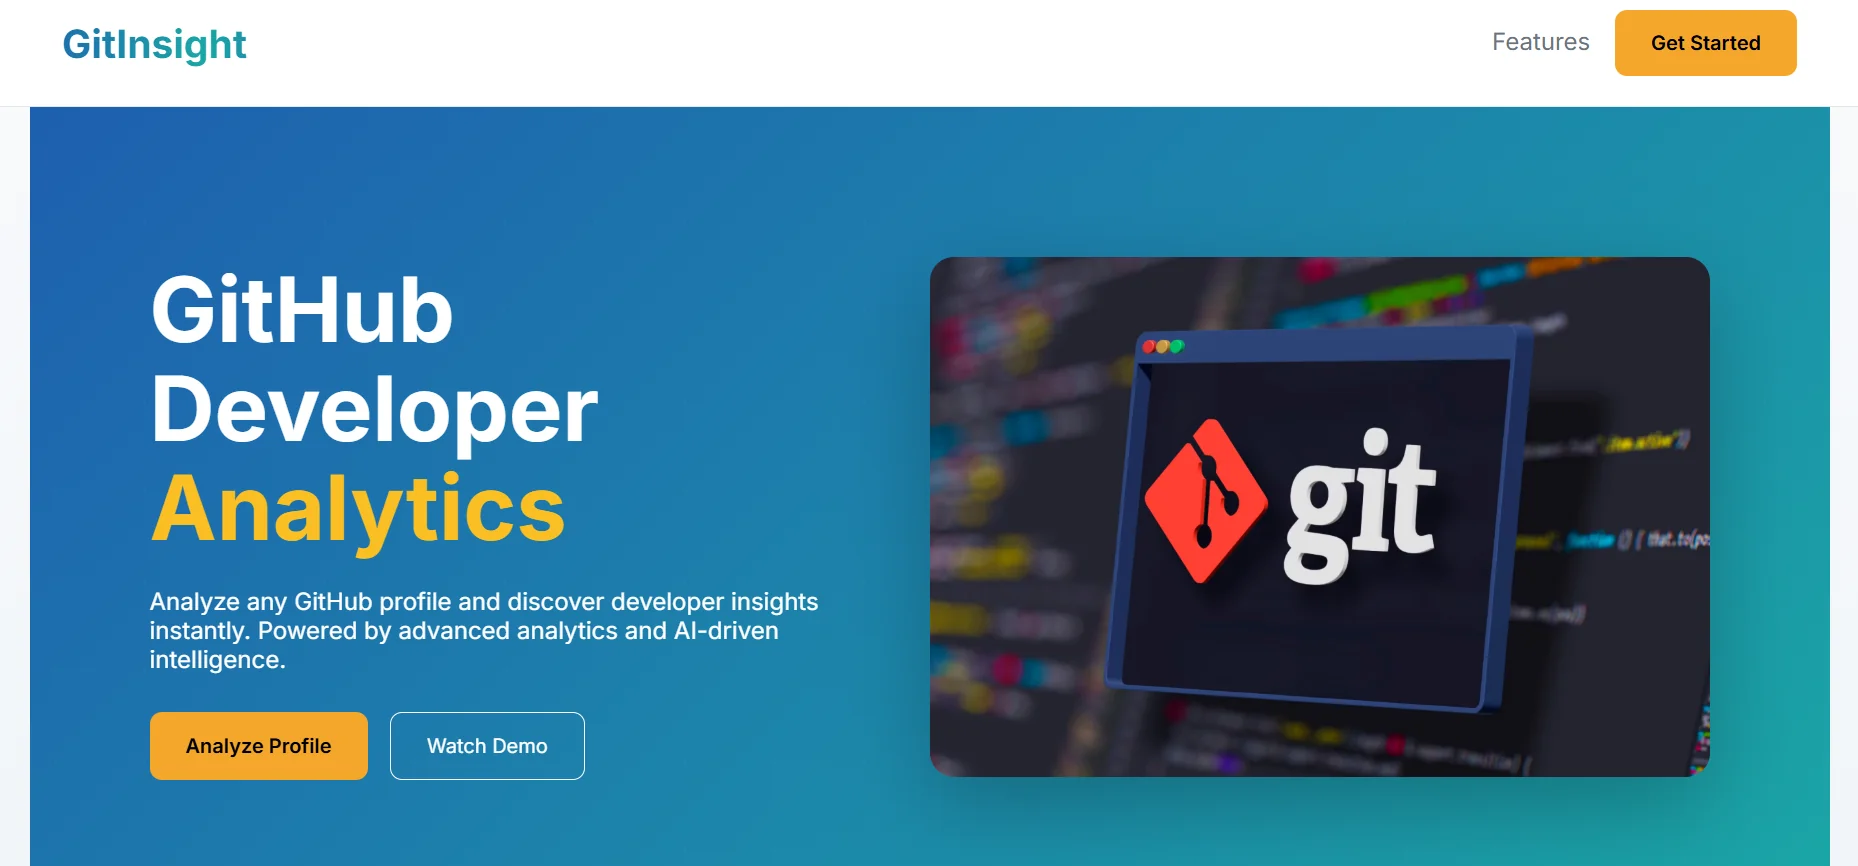 GitInsight
Features
Get Started
GitHub
Developer
Analytics
Analyze any GitHub profile and discover developer insights
instantly. Powered by advanced analytics and AI-driven
intelligence.
Analyze Profile
Watch Demo
git